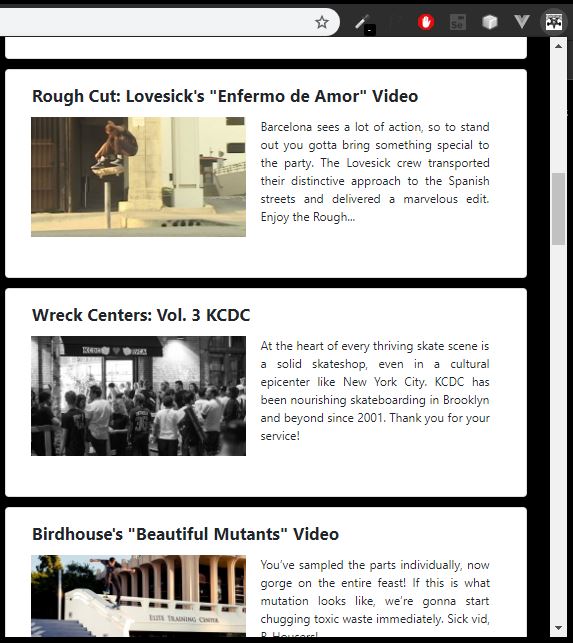 Rough Cut: Lovesick's "Enfermo de Amor" Video
Barcelona sees a lot of action, so to stand
out you gotta bring something special to
the party. The Lovesick crew transported
their distinctive approach to the Spanish
streets and delivered a marvelous edit.
Enjoy the Rough...
Wreck Centers: Vol. 3 KCDC
KCDC
RVCA
At the heart of every thriving skate scene is
a solid skateshop, even in a cultural
epicenter like New York City. KCDC has
been nourishing skateboarding in Brooklyn
and beyond since 2001. Thank you for your
service!
Birdhouse's "Beautiful Mutants" Video
ELITE TRAINING CENTER
You've sampled the parts individually, now
gorge on the entire feast! If this is what
mutation looks like, we're gonna start
chugging toxic waste immediately. Sick vid,
B-Housers!